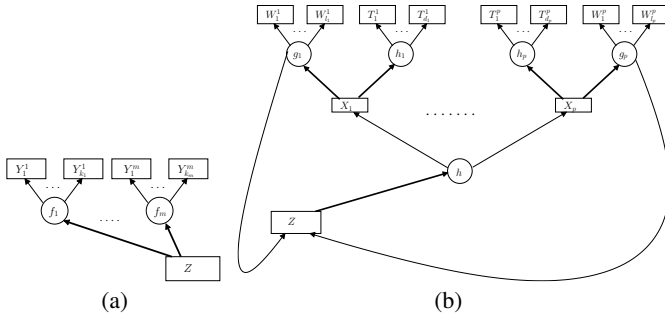 $W_1^1$ $W_{l_1}^1$ $T_1^1$ $T_{d_1}^1$ $T_1^p$ $T_{d_p}^p$ $W_1^p$ $W_{l_p}^p$
... ... ... ...
$g_1$ $h_1$ $h_p$ $g_p$
$X_1$ ....... $X_p$
$Y_1^1$ $Y_{k_1}^1$ $Y_1^m$ $Y_{k_m}^m$
... ...
$h$
$f_1$ .... $f_m$
$Z$
$Z$
(a) (b)